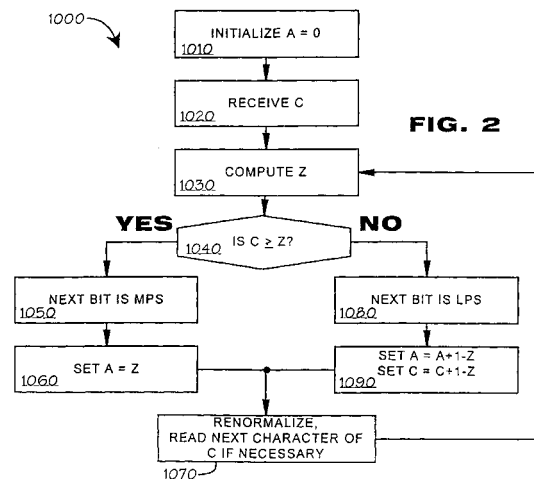 1000
INITIALIZE A = 0
1010
RECEIVE C
1020
FIG. 2
COMPUTE Z
1030
YES
NO
IS C ≥ Z?
1040
NEXT BIT IS MPS
1050
NEXT BIT IS LPS
1080
SET A = Z
1060
SET A = A+1-Z
SET C = C+1-Z
1090
RENORMALIZE,
READ NEXT CHARACTER OF
C IF NECESSARY
1070